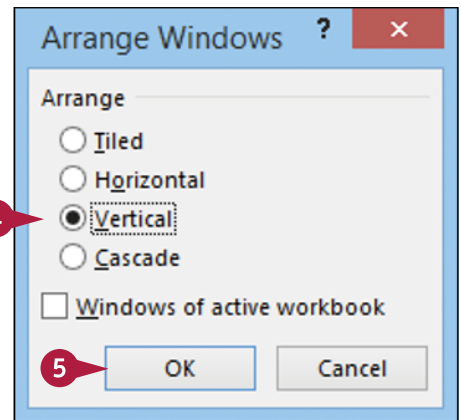 Arrange Windows ? ×
Arrange
Tiled
Horizontal
Vertical
Cascade
Windows of active workbook
5 OK Cancel